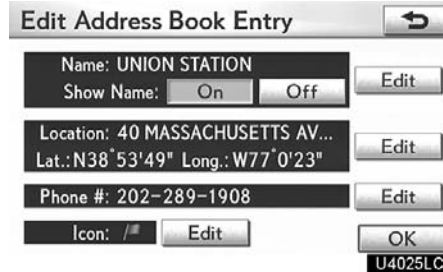 Edit Address Book Entry
Name: UNION STATION
Show Name: On Off
Edit
Location: 40 MASSACHUSETTS AV...
Lat.: N38°53'49" Long.: W77°0'23"
Edit
Phone #: 202-289-1908 Edit
Icon: Edit
OK
U4025LC